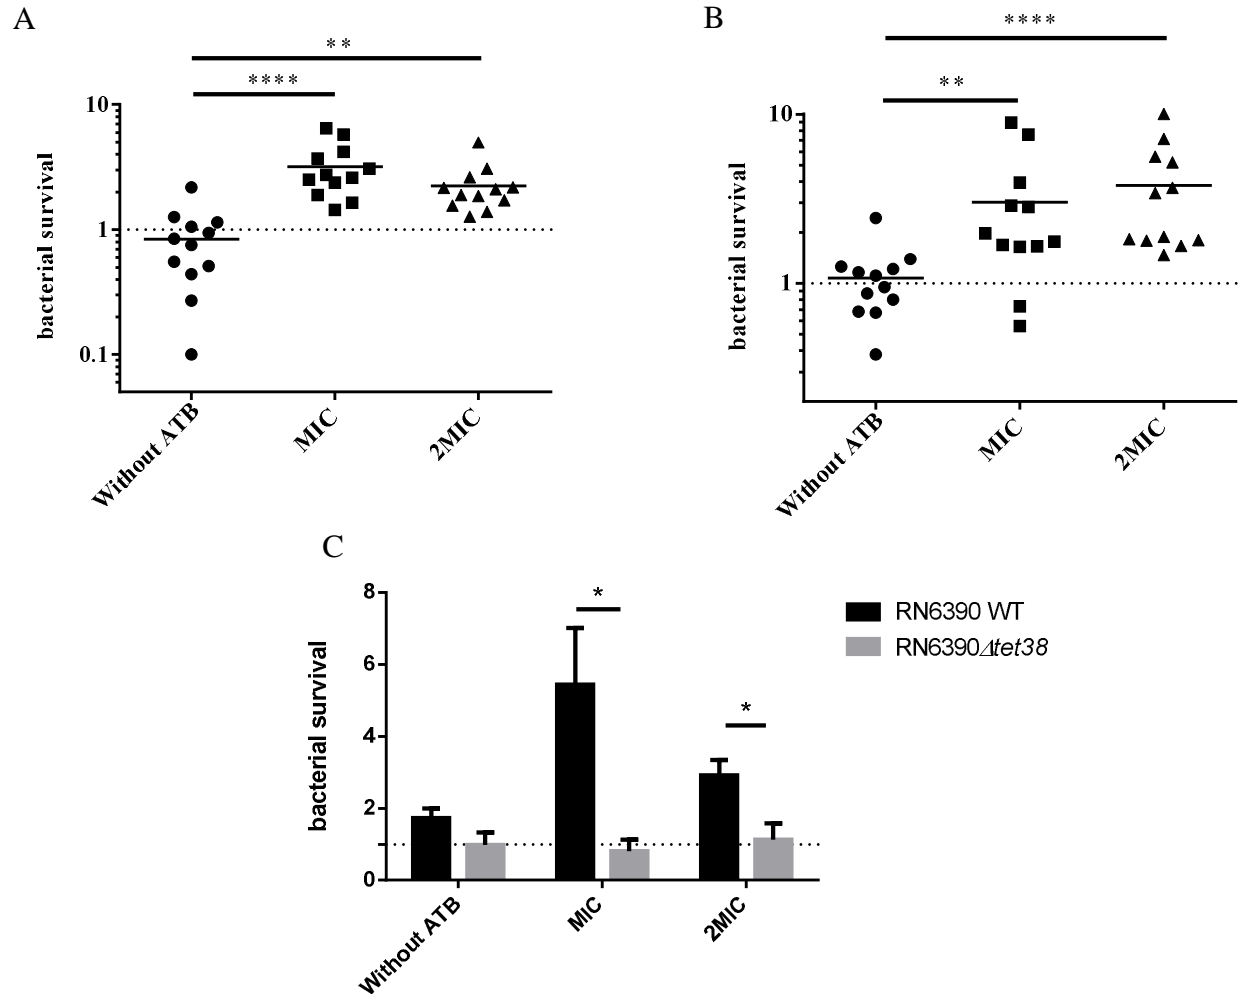 A
**
****
10
1
0.1
bacterial survival
Without ATB
MIC
2MIC
B
****
**
10
1
bacterial survival
Without ATB
MIC
2MIC
C
8
6
4
2
0
bacterial survival
*
*
Without ATB
MIC
2MIC
RN6390 WT
RN6390Δtet38